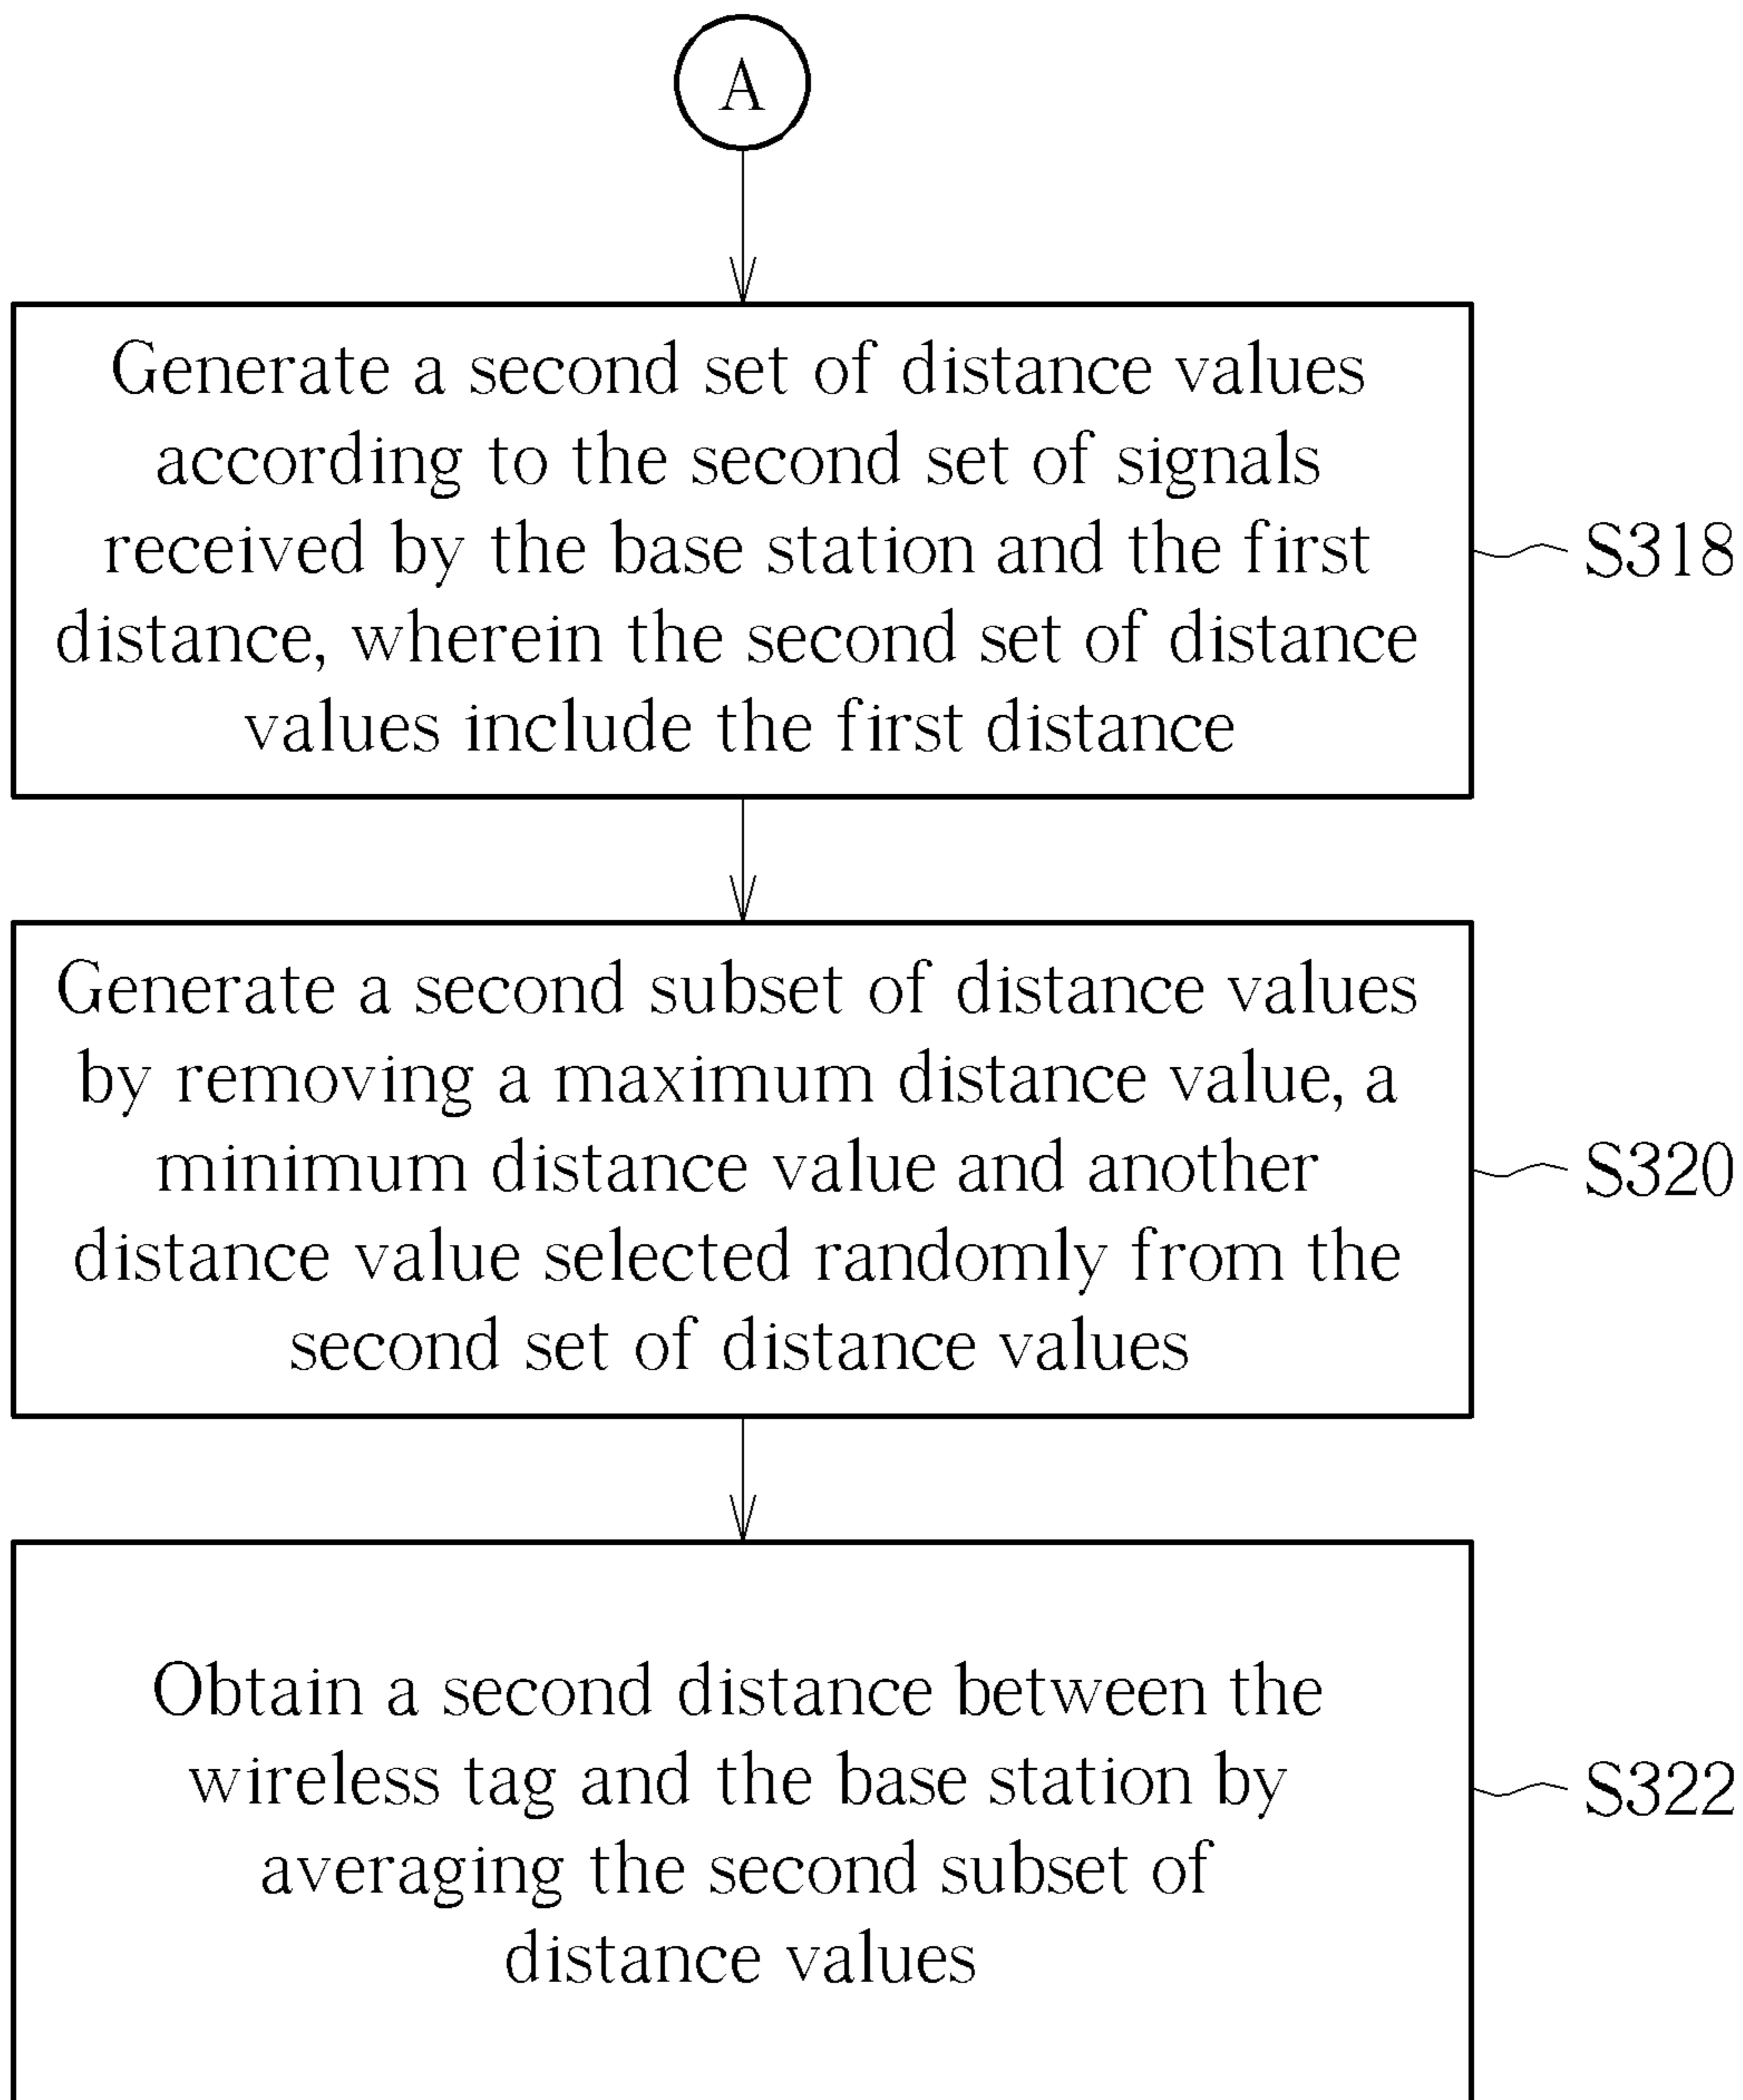 A
Generate a second set of distance values
according to the second set of signals
received by the base station and the first
distance, wherein the second set of distance
values include the first distance
S318
Generate a second subset of distance values
by removing a maximum distance value, a
minimum distance value and another
distance value selected randomly from the
second set of distance values
S320
Obtain a second distance between the
wireless tag and the base station by
averaging the second subset of
distance values
S322